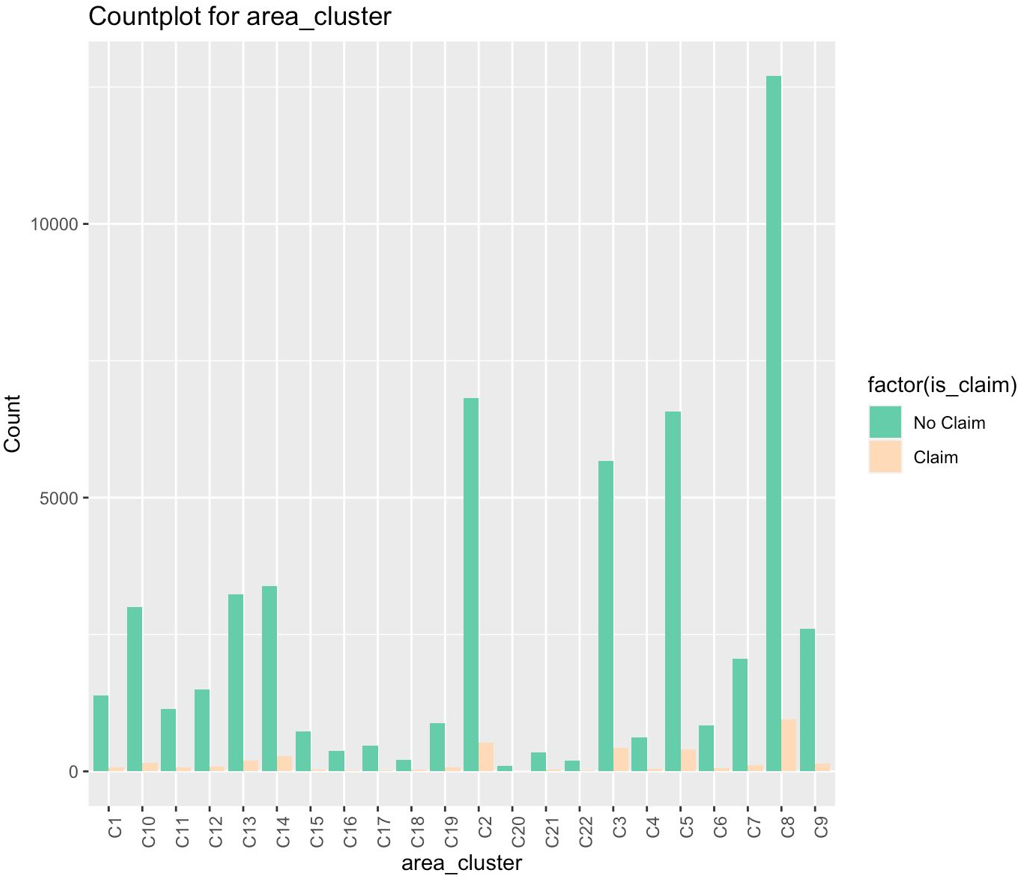 Countplot for area_cluster
Count
10000
5000
0
C1
C10
C11
C12
C13
C14
C15
C16
C17
C18
C19
C2
C20
C21
C22
C3
C4
C5
C6
C7
C8
C9
area_cluster
factor(is_claim)
No Claim
Claim